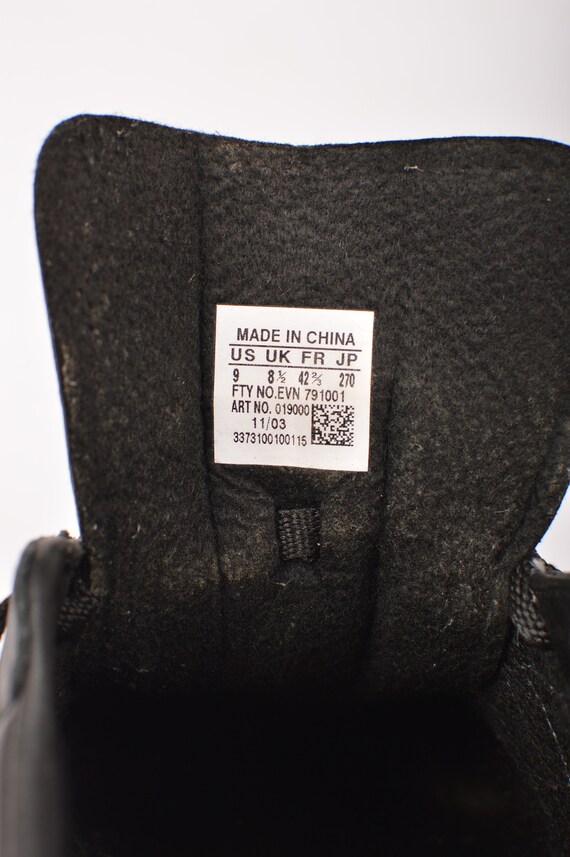 MADE IN CHINA
US UK FR JP
9 8½ 42⅔ 270
FTY NO.EVN 791001
ART NO. 019000
11/03
3373100100115